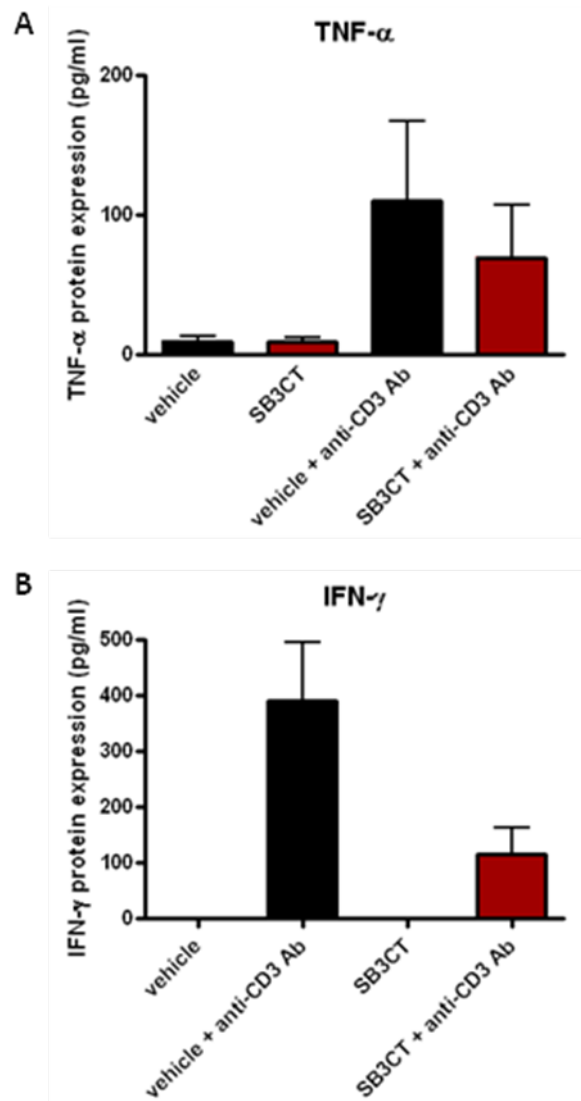 A
TNF-α
TNF-α protein expression (pg/ml)
200
100
0
vehicle
SB3CT
vehicle + anti-CD3 Ab
SB3CT + anti-CD3 Ab
B
IFN-γ
IFN-γ protein expression (pg/ml)
500
400
300
200
100
0
vehicle
vehicle + anti-CD3 Ab
SB3CT
SB3CT + anti-CD3 Ab